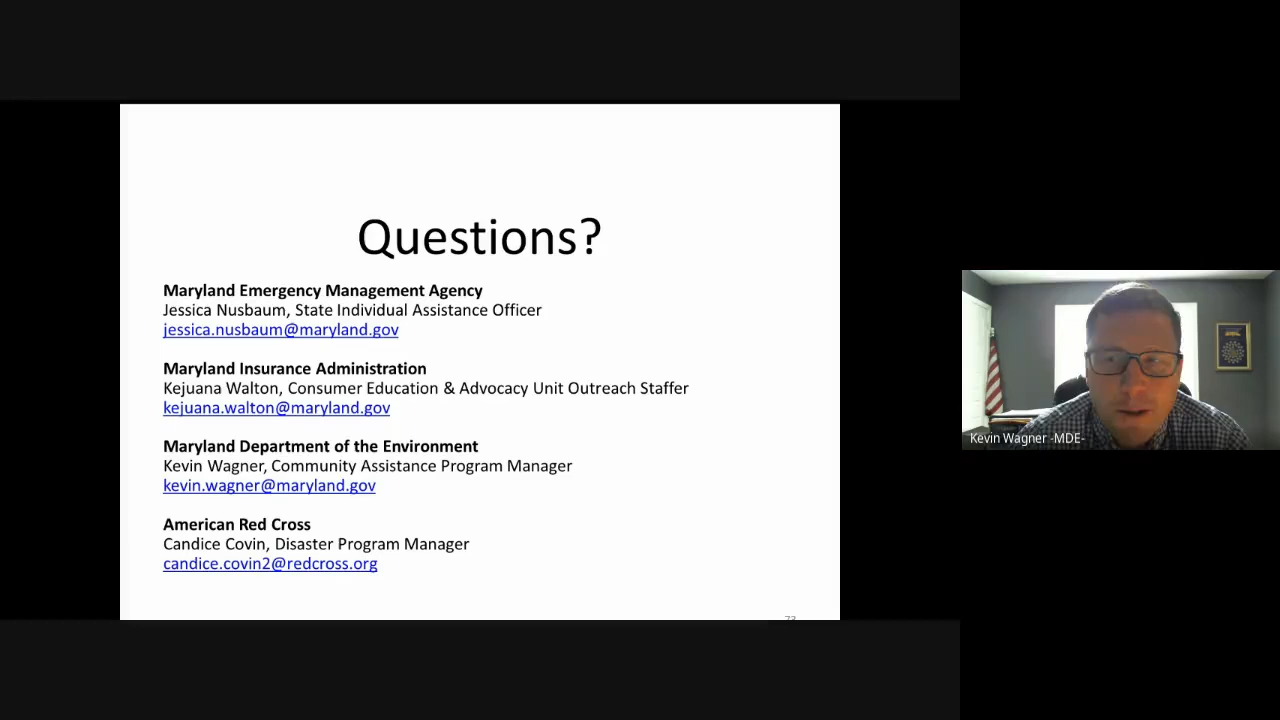 Questions?
Maryland Emergency Management Agency
Jessica Nusbaum, State Individual Assistance Officer
jessica.nusbaum@maryland.gov
Maryland Insurance Administration
Kejuana Walton, Consumer Education & Advocacy Unit Outreach Staffer
kejuana.walton@maryland.gov
Maryland Department of the Environment
Kevin Wagner, Community Assistance Program Manager
kevin.wagner@maryland.gov
American Red Cross
Candice Covin, Disaster Program Manager
candice.covin2@redcross.org
73
Kevin Wagner -MDE-